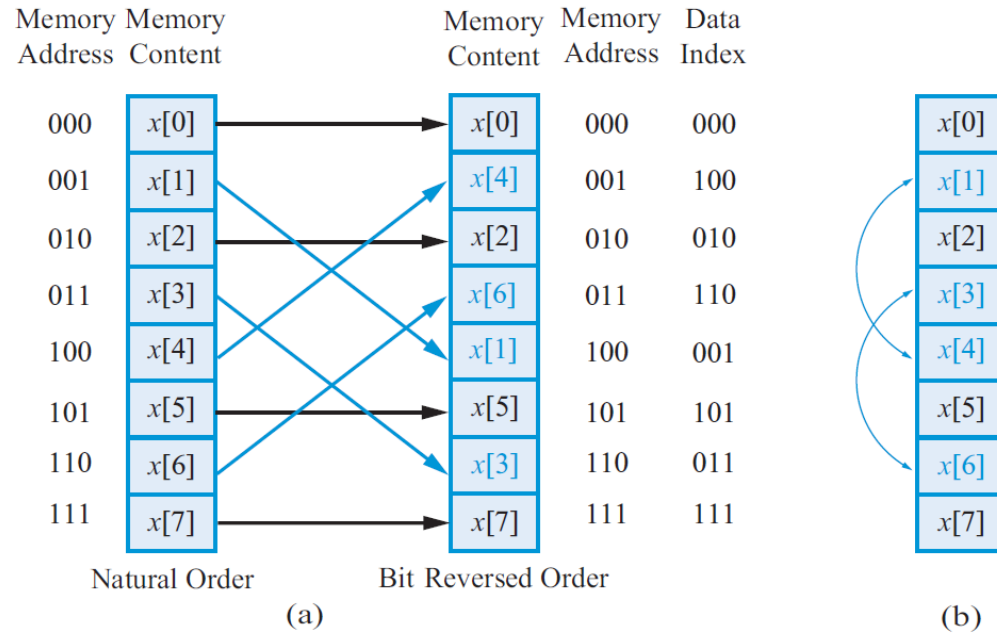 Memory Memory Memory Memory Data
Address Content Content Address Index
000 x[0] x[0] 000 000 x[0]
001 x[1] x[4] 001 100 x[1]
010 x[2] x[2] 010 010 x[2]
011 x[3] x[6] 011 110 x[3]
100 x[4] x[1] 100 001 x[4]
101 x[5] x[5] 101 101 x[5]
110 x[6] x[3] 110 011 x[6]
111 x[7] x[7] 111 111 x[7]
Natural Order Bit Reversed Order
(a) (b)